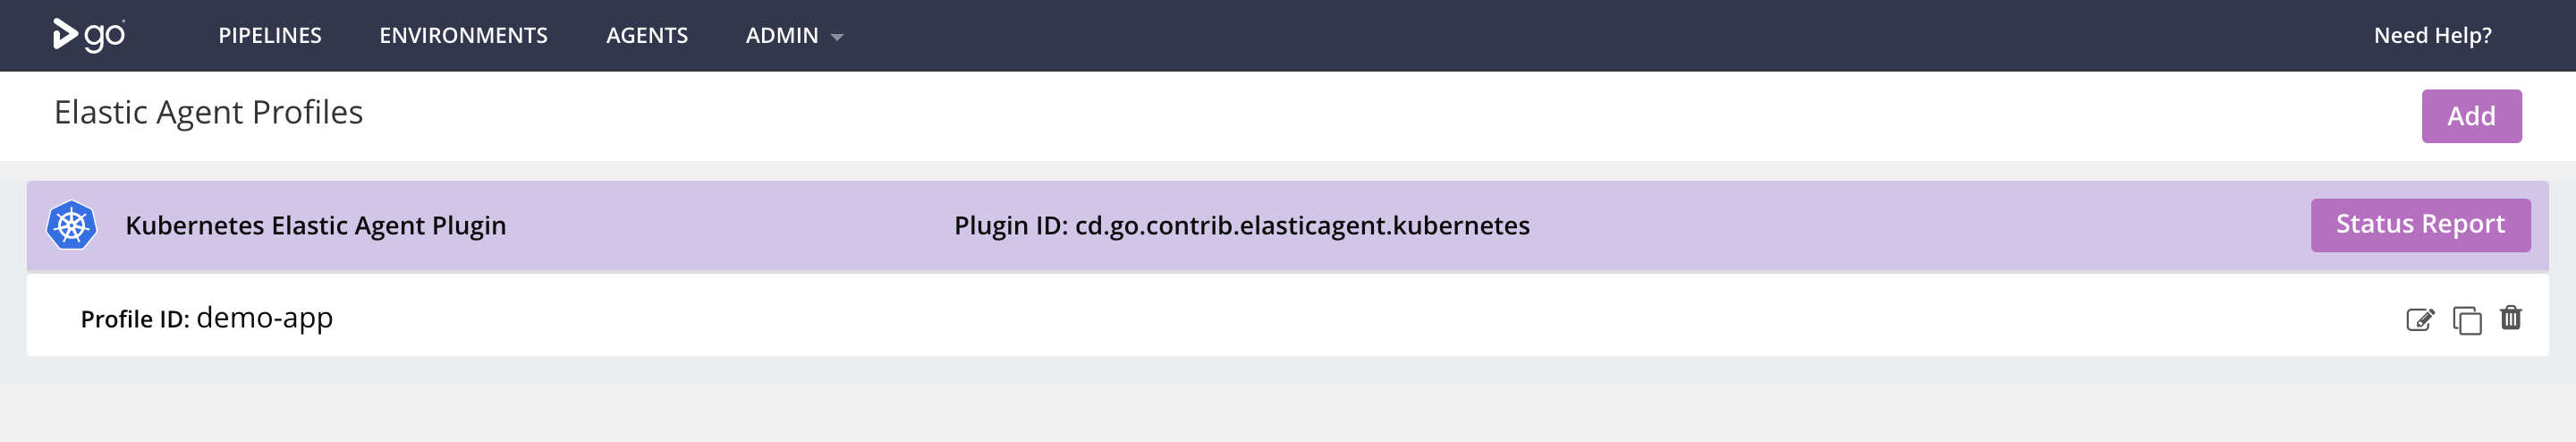 go PIPELINES ENVIRONMENTS AGENTS ADMIN Need Help?
Elastic Agent Profiles Add
Kubernetes Elastic Agent Plugin Plugin ID: cd.go.contrib.elasticagent.kubernetes Status Report
Profile ID: demo-app